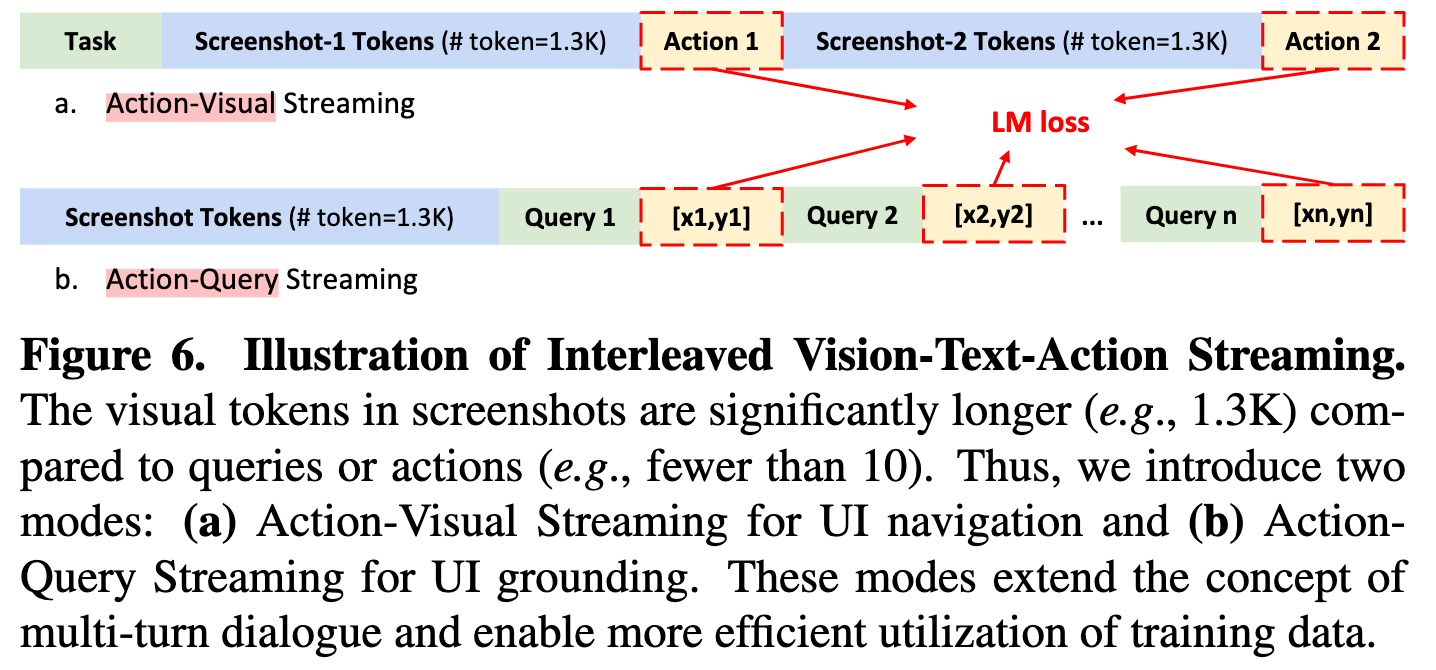 Task Screenshot-1 Tokens (# token=1.3K) Action 1 Screenshot-2 Tokens (# token=1.3K) Action 2
a. Action-Visual Streaming
LM loss
Screenshot Tokens (# token=1.3K) Query 1 [x1,y1] Query 2 [x2,y2] ... Query n [xn,yn]
b. Action-Query Streaming
Figure 6. Illustration of Interleaved Vision-Text-Action Streaming.
The visual tokens in screenshots are significantly longer (e.g., 1.3K) com-
pared to queries or actions (e.g., fewer than 10). Thus, we introduce two
modes: (a) Action-Visual Streaming for UI navigation and (b) Action-
Query Streaming for UI grounding. These modes extend the concept of
multi-turn dialogue and enable more efficient utilization of training data.